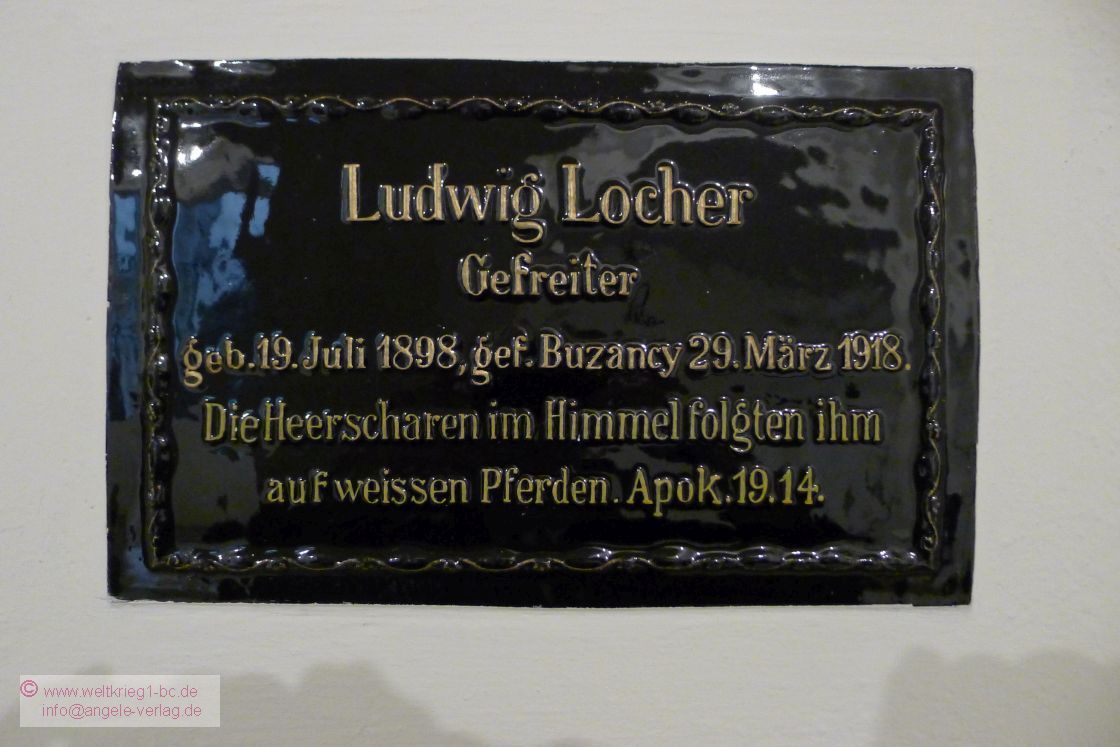 Ludwig Locher
Gefreiter
geb. 19. Juli 1898, gef. Buzancy 29. März 1918.
Die Heerscharen im Himmel folgten ihm
auf weissen Pferden. Apok. 19.14.
© www.weltkrieg1-bc.de
info@angele-verlag.de